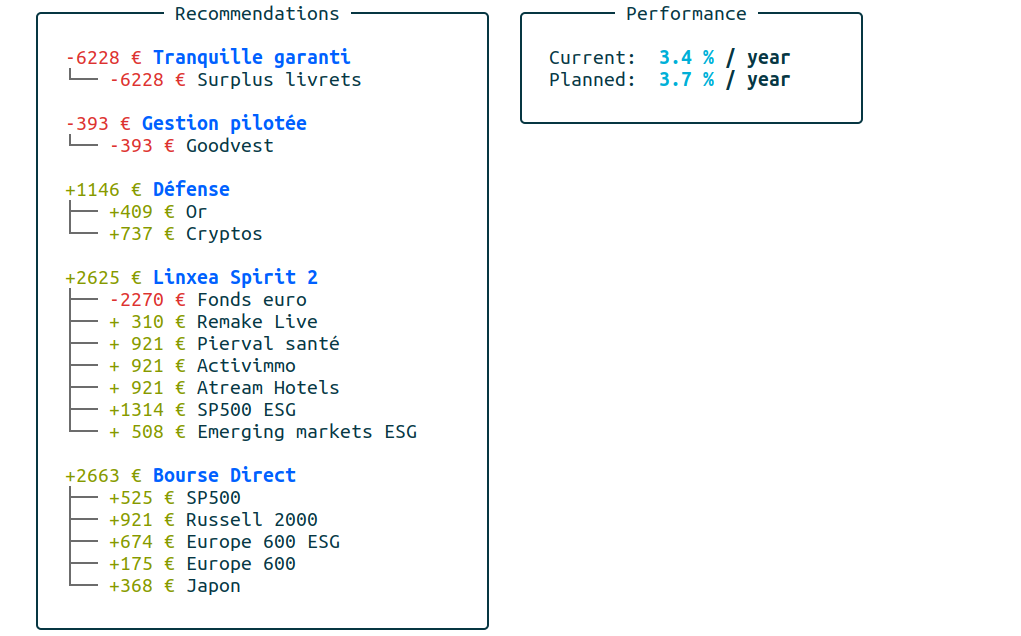 Recommendations
-6228 € Tranquille garanti
-6228 € Surplus livrets
-393 € Gestion pilotée
-393 € Goodvest
+1146 € Défense
+409 € Or
+737 € Cryptos
+2625 € Linxea Spirit 2
-2270 € Fonds euro
+ 310 € Remake Live
+ 921 € Pierval santé
+ 921 € Activimmo
+ 921 € Atream Hotels
+1314 € SP500 ESG
+ 508 € Emerging markets ESG
+2663 € Bourse Direct
+525 € SP500
+921 € Russell 2000
+674 € Europe 600 ESG
+175 € Europe 600
+368 € Japon
Performance
Current: 3.4 % / year
Planned: 3.7 % / year